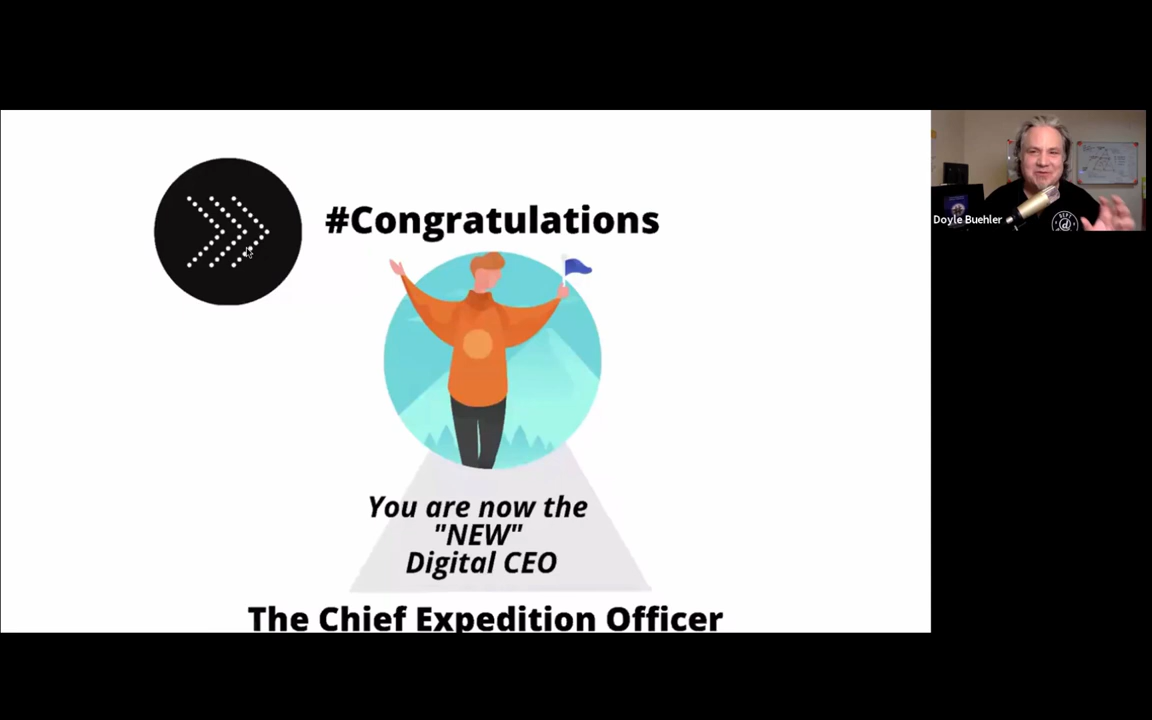 #Congratulations
You are now the
"NEW"
Digital CEO
The Chief Expedition Officer
Doyle Buehler